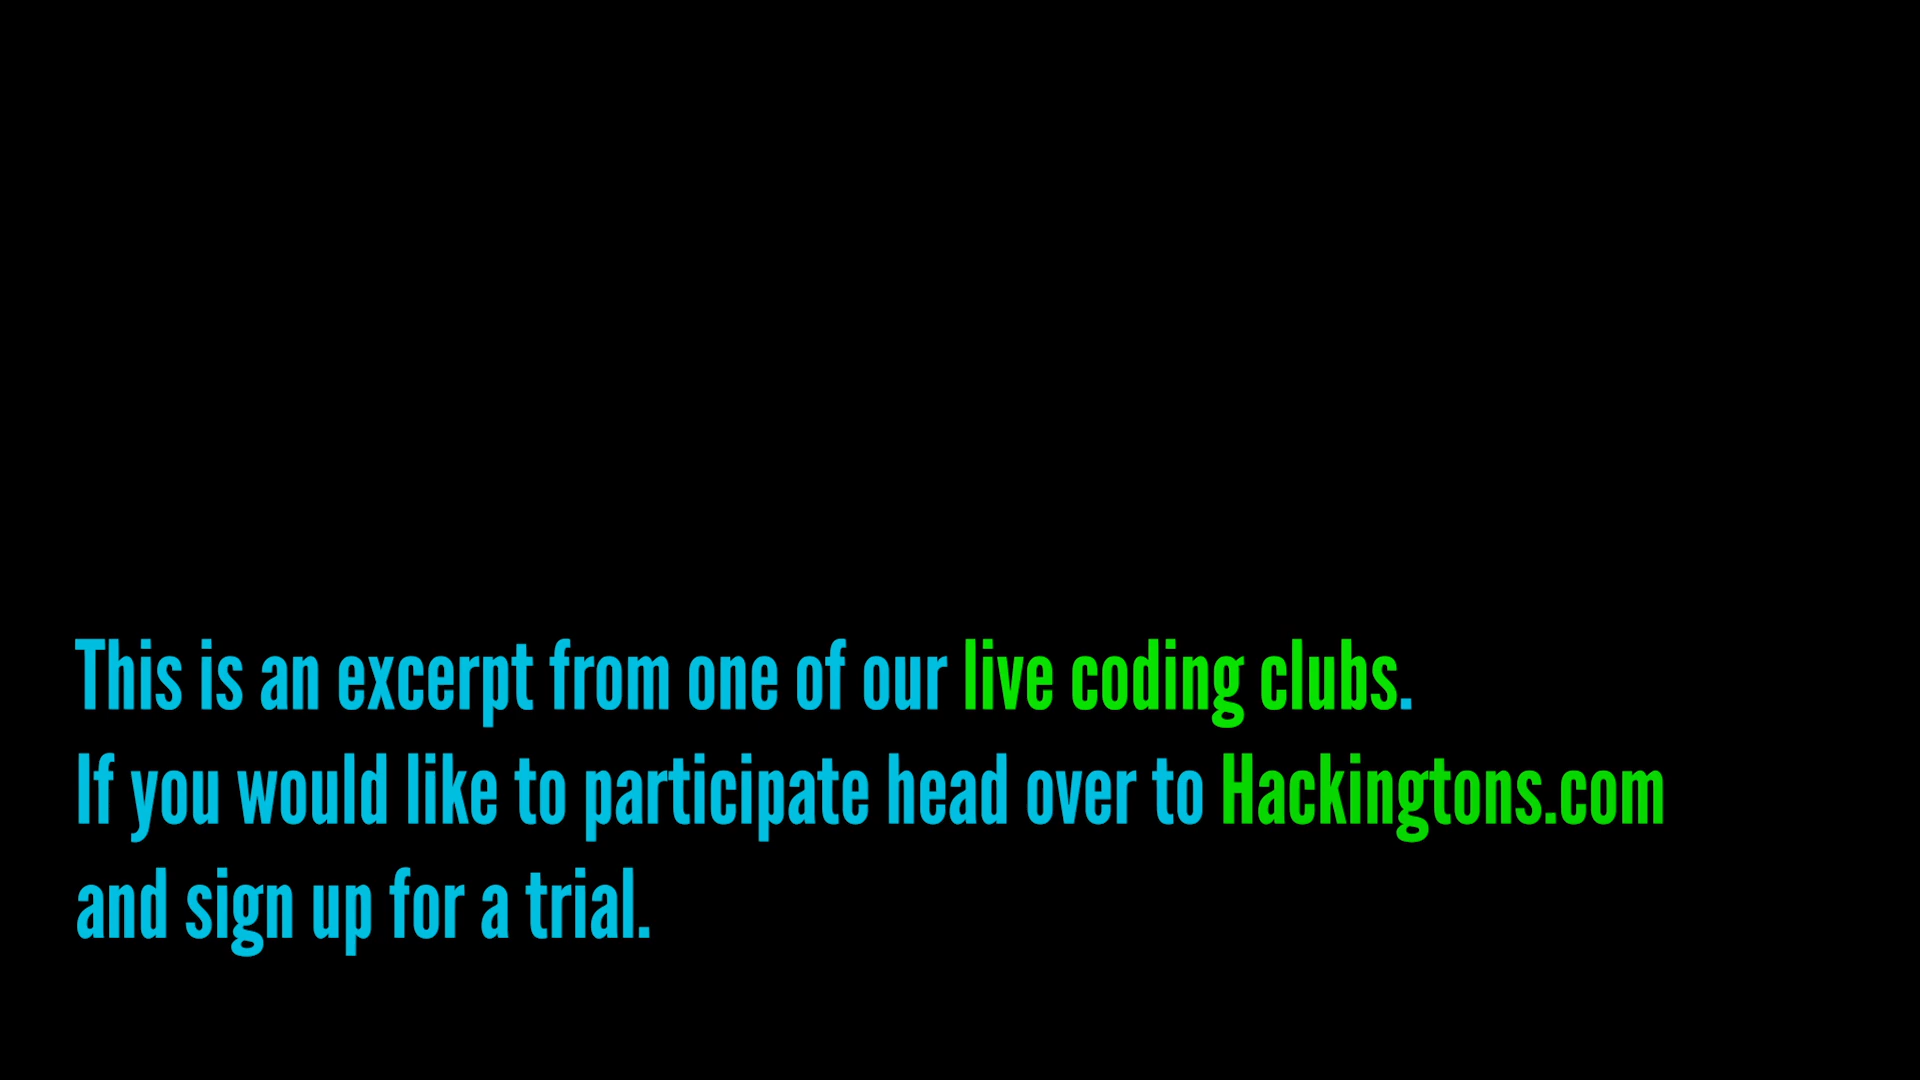 This is an excerpt from one of our live coding clubs.
If you would like to participate head over to Hackingtons.com
and sign up for a trial.